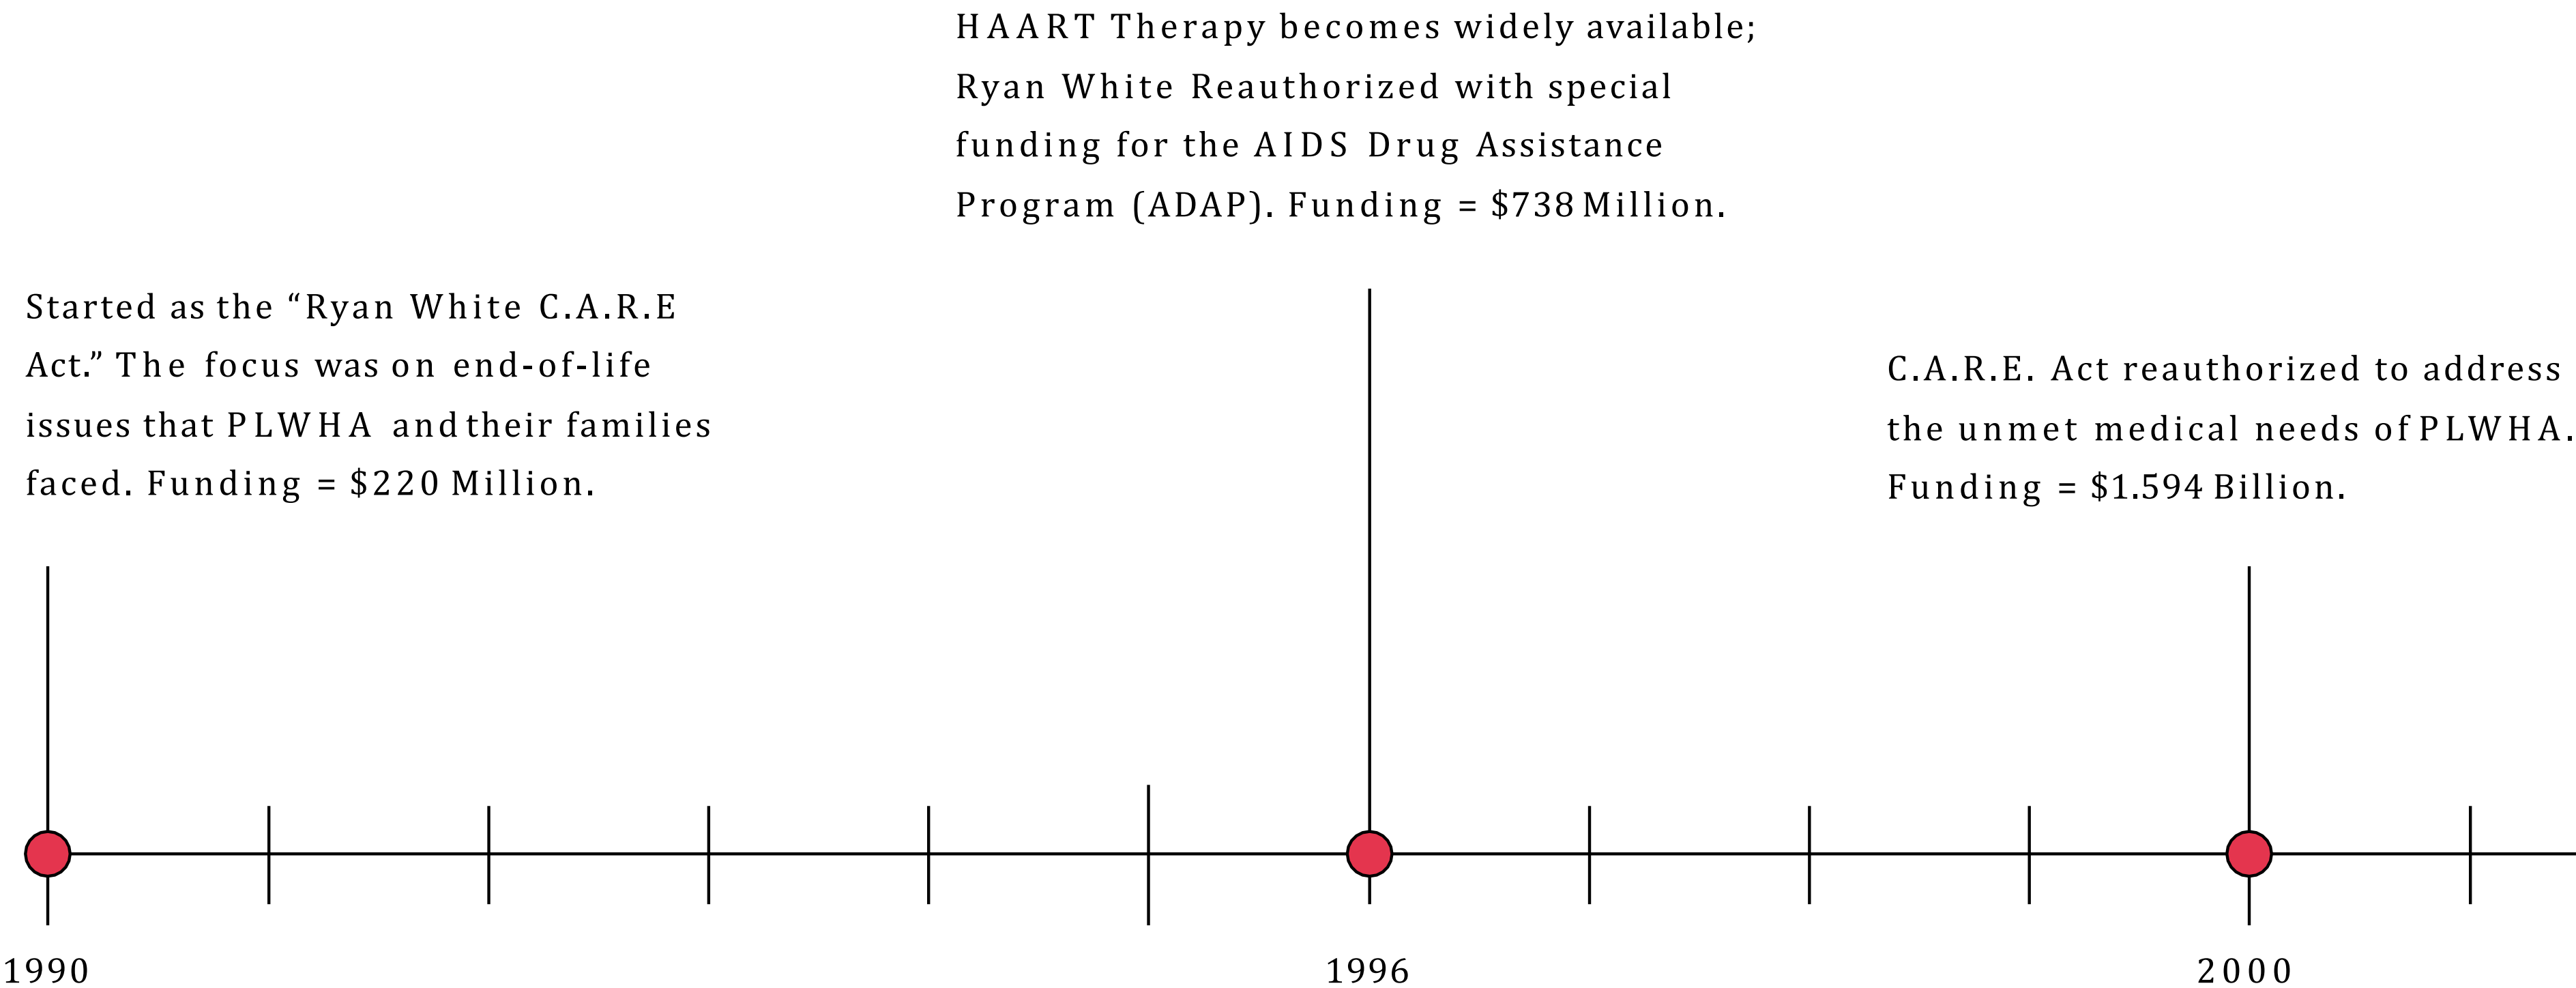 HAART Therapy becomes widely available;
Ryan White Reauthorized with special
funding for the AIDS Drug Assistance
Program (ADAP). Funding = $738 Million.
Started as the “Ryan White C.A.R.E
Act.” The focus was on end-of-life
issues that PLWHA and their families
faced. Funding = $220 Million.
C.A.R.E. Act reauthorized to address
the unmet medical needs of PLWHA.
Funding = $1.594 Billion.
1990
1996
2000